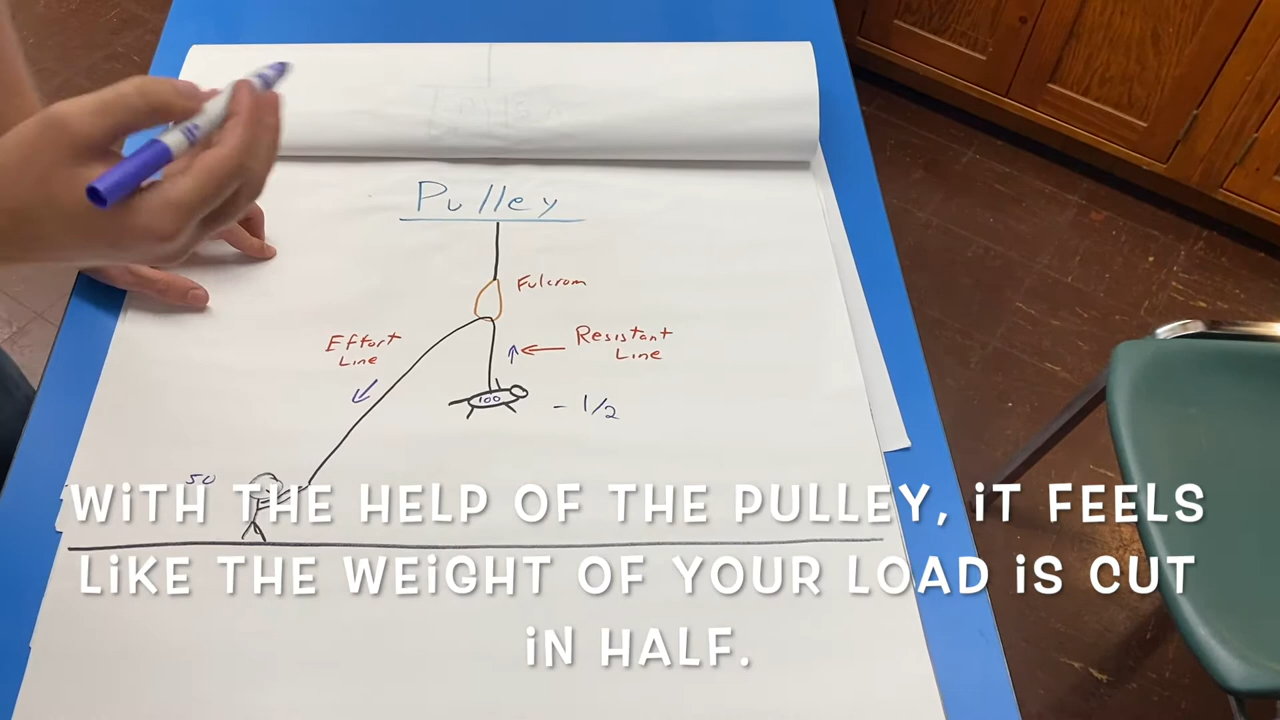 Pulley
Fulcrom
Effort
Line
Resistant
Line
100
- 1/2
50
WiTH THE HELP OF THE PULLEY, iT FEELS
LiKE THE WEiGHT OF YOUR LOAD iS CUT
iN HALF.